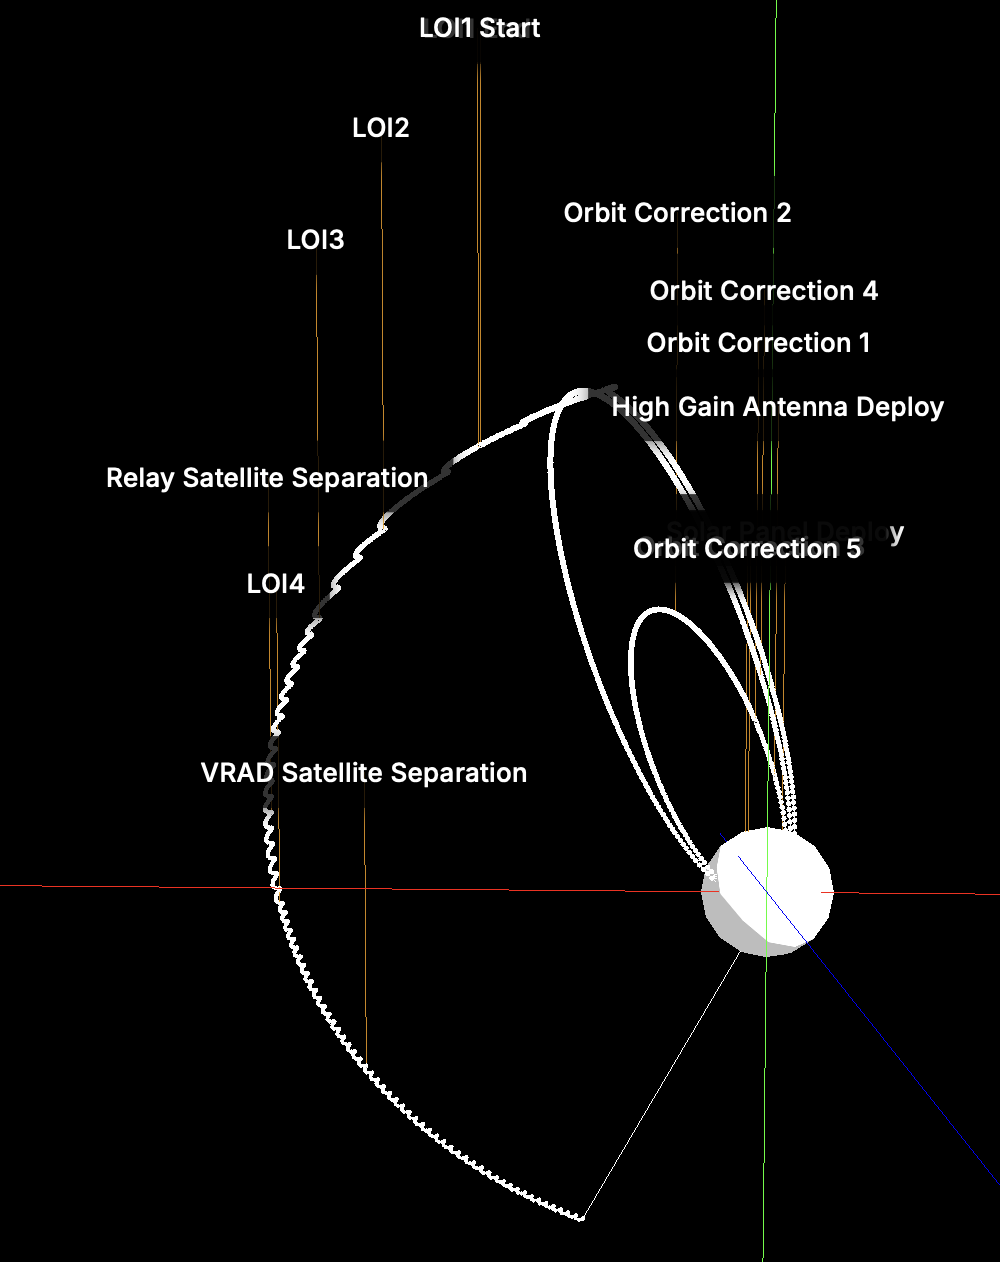 LOI1 Start
LOI2
Orbit Correction 2
LOI3
Orbit Correction 4
Orbit Correction 1
High Gain Antenna Deploy
Relay Satellite Separation
Solar Panel Deploy
Orbit Correction 5
LOI4
VRAD Satellite Separation